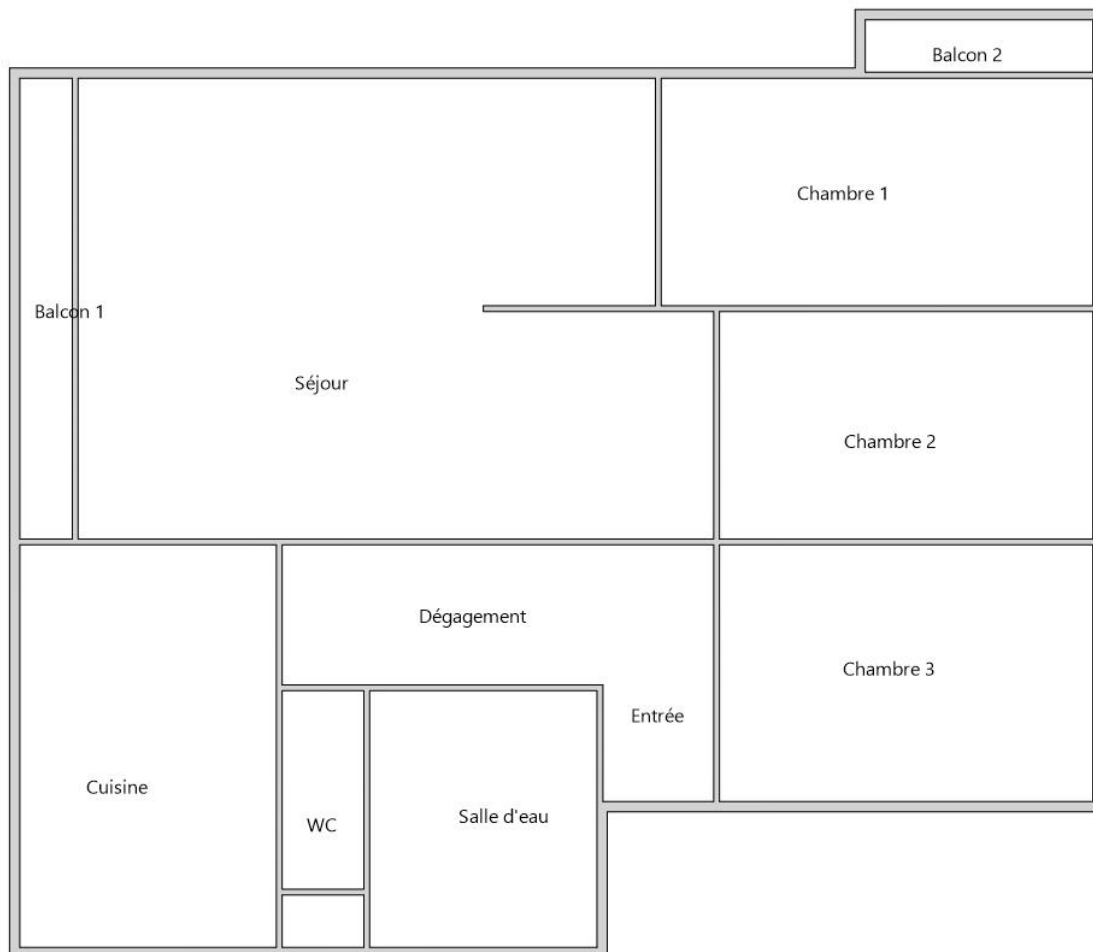 Balcon 2
Chambre 1
Balcon 1
Séjour
Chambre 2
Dégagement
Chambre 3
Entrée
Cuisine
Salle d'eau
WC